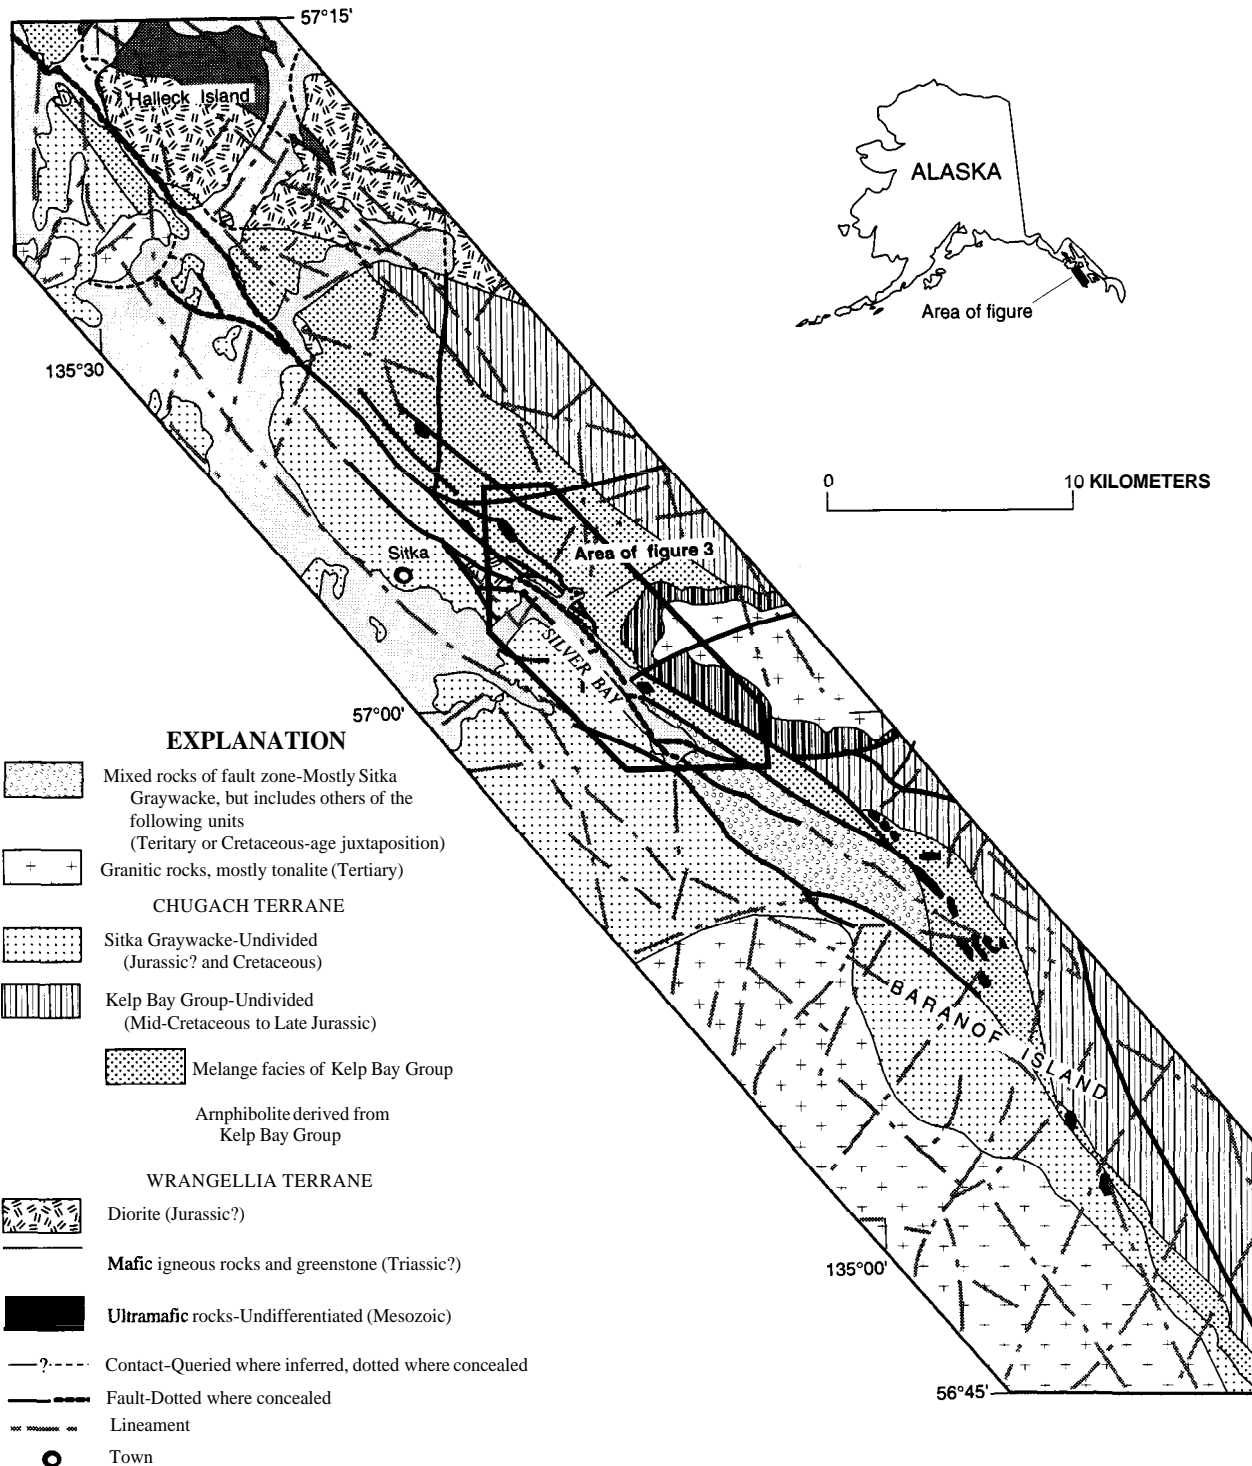 57°15'
Halleck Island
ALASKA
Area of figure
135°30
0
10 KILOMETERS
Sitka
Area of figure 3
SILVER BAY
57°00'
EXPLANATION
Mixed rocks of fault zone-Mostly Sitka
Graywacke, but includes others of the
following units
(Teritary or Cretaceous-age juxtaposition)
Granitic rocks, mostly tonalite (Tertiary)
CHUGACH TERRANE
Sitka Graywacke-Undivided
(Jurassic? and Cretaceous)
Kelp Bay Group-Undivided
(Mid-Cretaceous to Late Jurassic)
Melange facies of Kelp Bay Group
Arnphibolite derived from
Kelp Bay Group
WRANGELLIA TERRANE
Diorite (Jurassic?)
Mafic igneous rocks and greenstone (Triassic?)
Ultramafic rocks-Undifferentiated (Mesozoic)
?
Contact-Queried where inferred, dotted where concealed
Fault-Dotted where concealed
Lineament
Town
BARANOF ISLAND
135°00'
56°45'